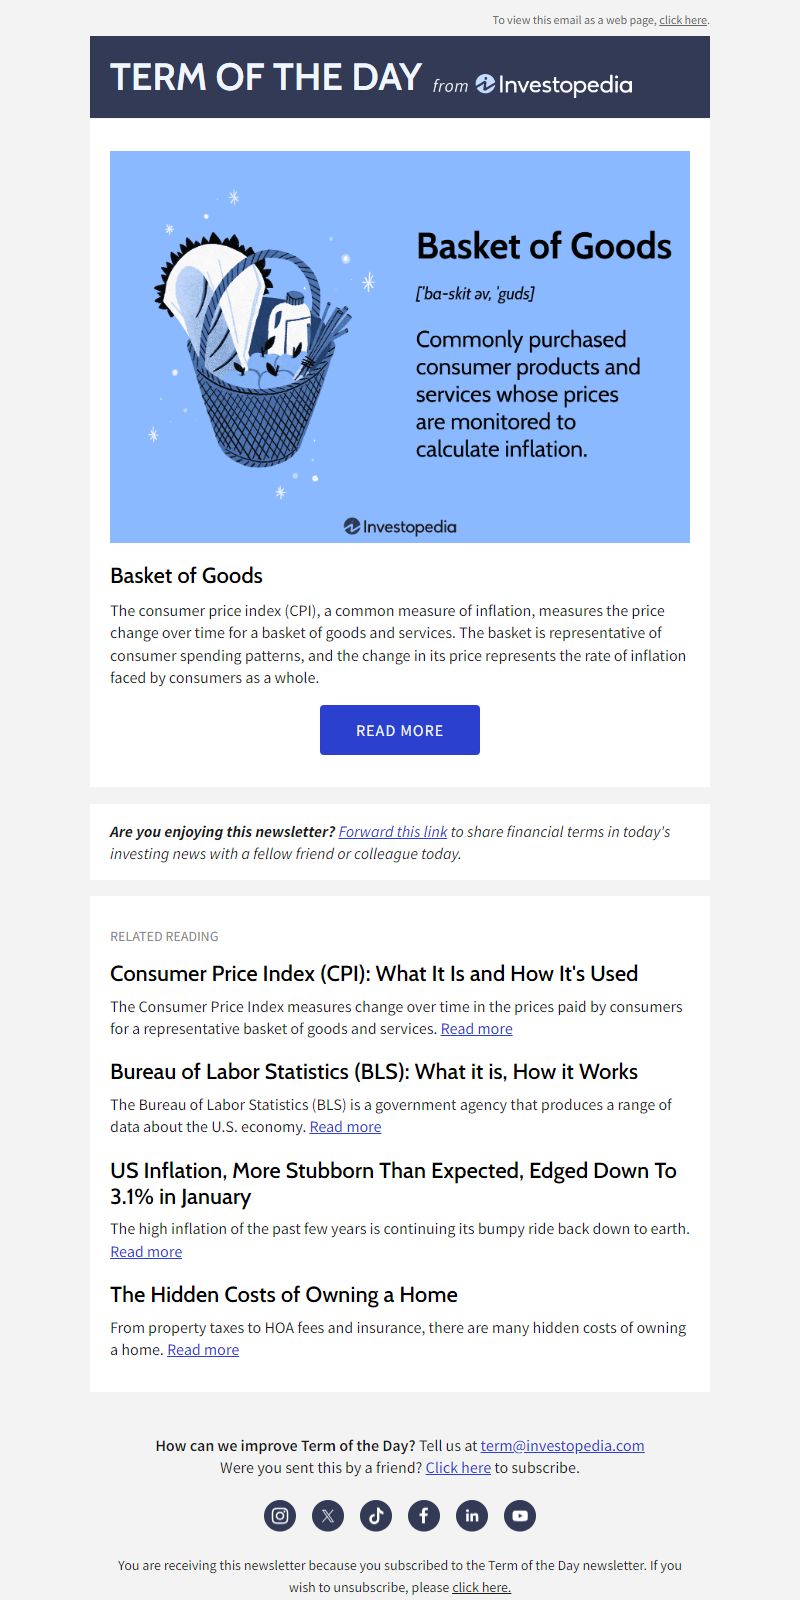 To view this email as a web page, click here.
TERM OF THE DAY from Investopedia
Basket of Goods
['ba-skit əv, 'guds]
Commonly purchased
consumer products and
services whose prices
are monitored to
calculate inflation.
Investopedia
Basket of Goods
The consumer price index (CPI), a common measure of inflation, measures the price
change over time for a basket of goods and services. The basket is representative of
consumer spending patterns, and the change in its price represents the rate of inflation
faced by consumers as a whole.
READ MORE
Are you enjoying this newsletter? Forward this link to share financial terms in today's
investing news with a fellow friend or colleague today.
RELATED READING
Consumer Price Index (CPI): What It Is and How It's Used
The Consumer Price Index measures change over time in the prices paid by consumers
for a representative basket of goods and services. Read more
Bureau of Labor Statistics (BLS): What it is, How it Works
The Bureau of Labor Statistics (BLS) is a government agency that produces a range of
data about the U.S. economy. Read more
US Inflation, More Stubborn Than Expected, Edged Down To
3.1% in January
The high inflation of the past few years is continuing its bumpy ride back down to earth.
Read more
The Hidden Costs of Owning a Home
From property taxes to HOA fees and insurance, there are many hidden costs of owning
a home. Read more
How can we improve Term of the Day? Tell us at term@investopedia.com
Were you sent this by a friend? Click here to subscribe.
You are receiving this newsletter because you subscribed to the Term of the Day newsletter. If you
wish to unsubscribe, please click here.